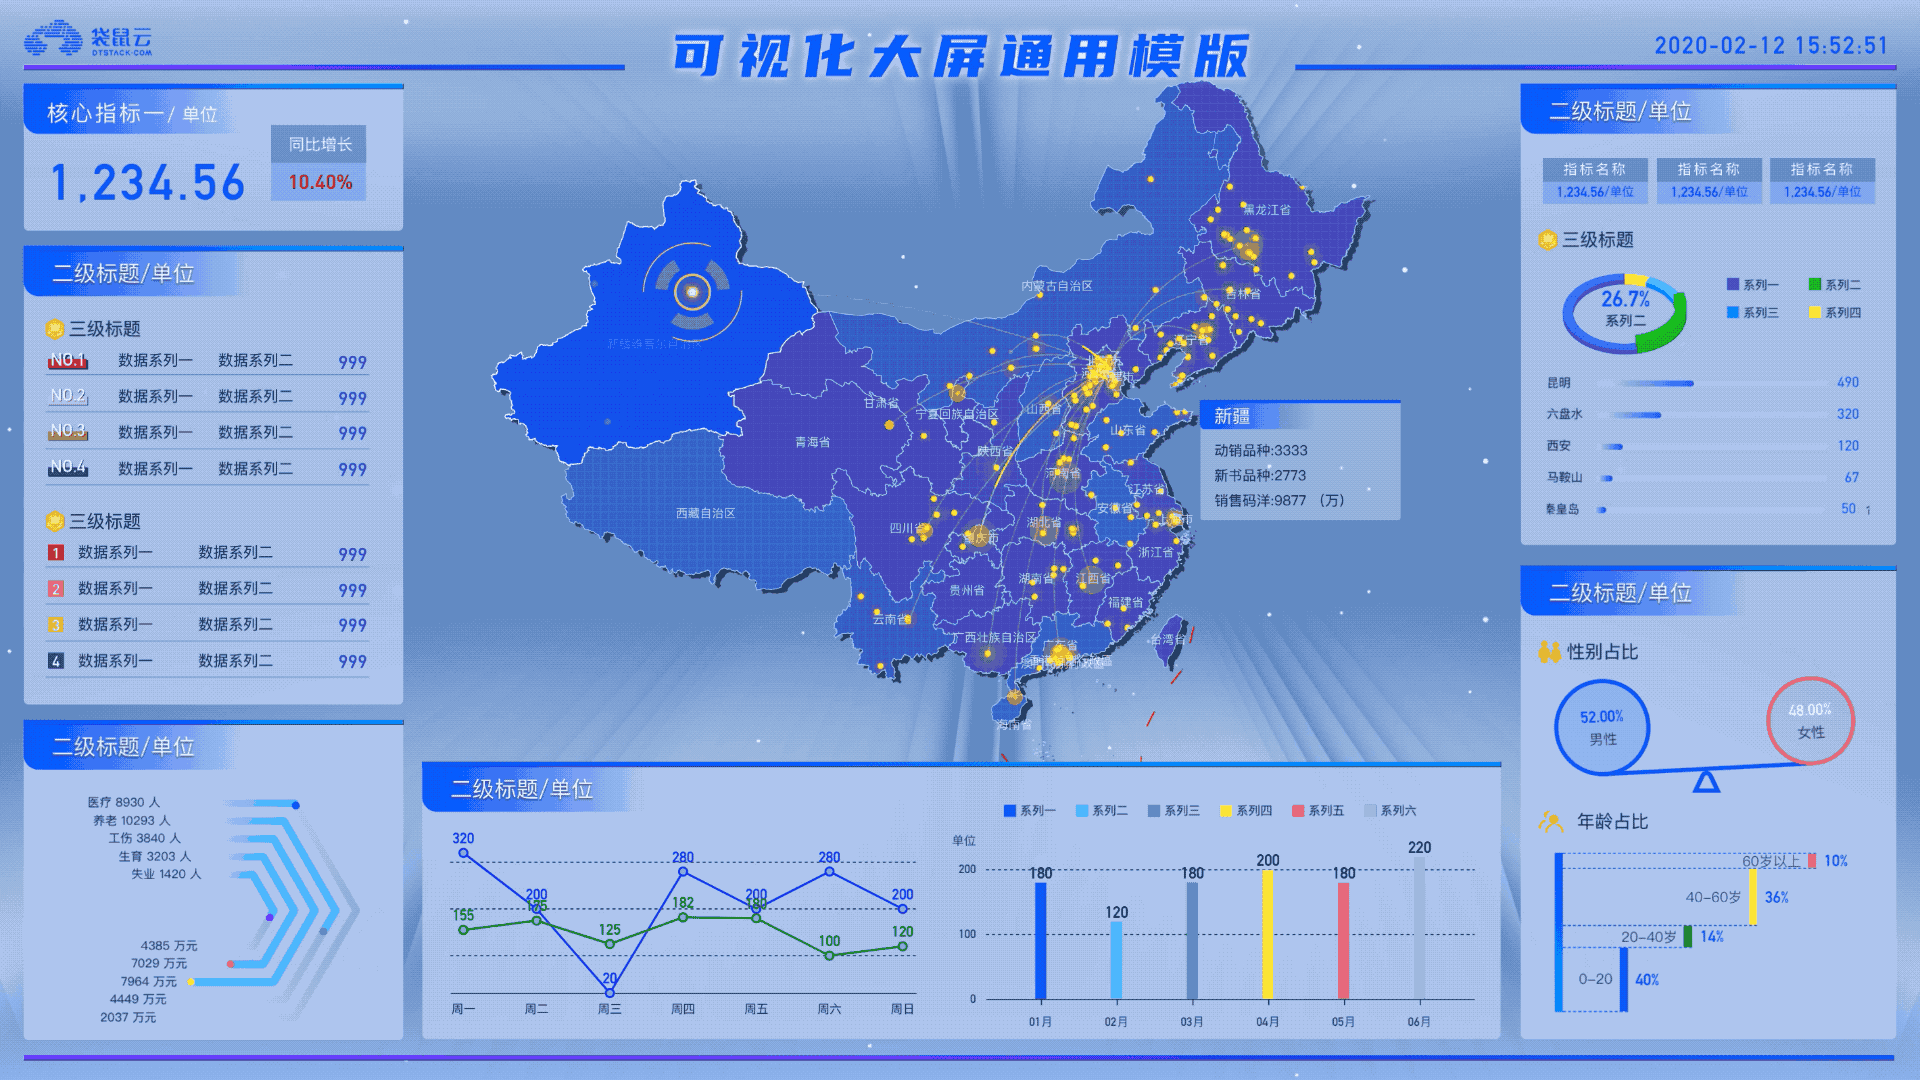 袋鼠云
DTSTACK.COM
可视化大屏通用模版
2020-02-12 15:52:51
核心指标一/ 单位
1,234.56
同比增长
10.40%
二级标题/单位
三级标题
NO.1 数据系列一 数据系列二 999
NO.2 数据系列一 数据系列二 999
NO.3 数据系列一 数据系列二 999
NO.4 数据系列一 数据系列二 999
三级标题
1 数据系列一 数据系列二 999
2 数据系列一 数据系列二 999
3 数据系列一 数据系列二 999
4 数据系列一 数据系列二 999
二级标题/单位
医疗 8930 人
养老 10293 人
工伤 3840 人
生育 3203 人
失业 1420 人
4385 万元
7029 万元
7964 万元
4449 万元
2037 万元
黑龙江省
内蒙古自治区
吉林省
辽宁省
甘肃省
宁夏回族自治区
山西省
青海省
陕西省
山东省
河南省
西藏自治区
江苏省
安徽省
四川省
湖北省
重庆市
浙江省
湖南省
江西省
贵州省
福建省
云南省
广西壮族自治区
广东省
台湾省
海南省
新疆
动销品种:3333
新书品种:2773
销售码洋:9877 （万）
二级标题/单位
320 200 20 280 200 280 200
155 125 182 100 120
周一 周二 周三 周四 周五 周六 周日
系列一 系列二 系列三 系列四 系列五 系列六
单位
200
100
0
180 120 180 200 180 220
01月 02月 03月 04月 05月 06月
二级标题/单位
指标名称 指标名称 指标名称
1,234.56/单位 1,234.56/单位 1,234.56/单位
三级标题
26.7%
系列二
系列一 系列二
系列三 系列四
昆明 490
六盘水 320
西安 120
马鞍山 67
秦皇岛 50
二级标题/单位
性别占比
52.00%
男性
48.00%
女性
年龄占比
60岁以上 10%
40-60岁 36%
20-40岁 14%
0-20 40%